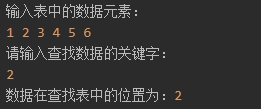 输入表中的数据元素：
1 2 3 4 5 6
请输入查找数据的关键字：
2
数据在查找表中的位置为：2